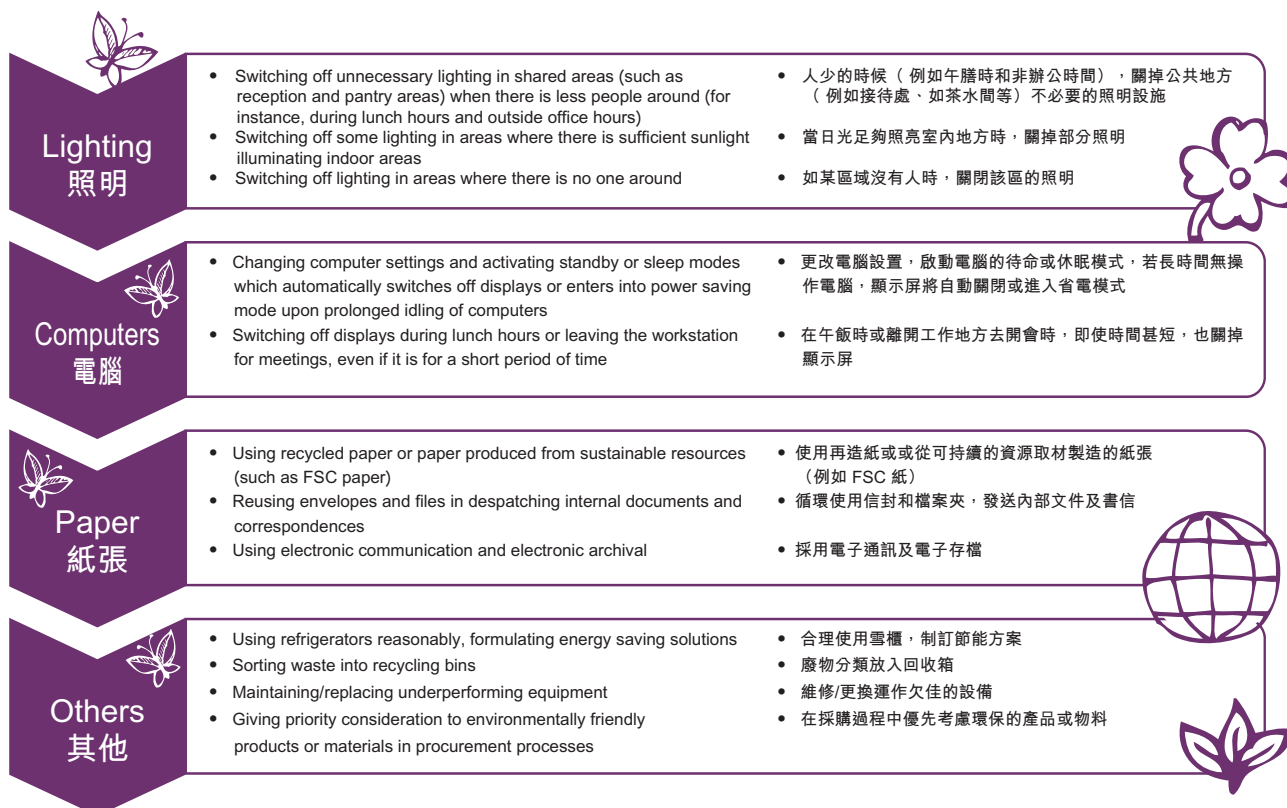 Lighting
照明
• Switching off unnecessary lighting in shared areas (such as
reception and pantry areas) when there is less people around (for
instance, during lunch hours and outside office hours)
• Switching off some lighting in areas where there is sufficient sunlight
illuminating indoor areas
• Switching off lighting in areas where there is no one around
• 人少的時候（ 例如午膳時和非辦公時間），關掉公共地方
（ 例如接待處、如茶水間等）不必要的照明設施
• 當日光足夠照亮室內地方時，關掉部分照明
• 如某區域沒有人時，關閉該區的照明
Computers
電腦
• Changing computer settings and activating standby or sleep modes
which automatically switches off displays or enters into power saving
mode upon prolonged idling of computers
• Switching off displays during lunch hours or leaving the workstation
for meetings, even if it is for a short period of time
• 更改電腦設置，啟動電腦的待命或休眠模式，若長時間無操
作電腦，顯示屏將自動關閉或進入省電模式
• 在午飯時或離開工作地方去開會時，即使時間甚短，也關掉
顯示屏
Paper
紙張
• Using recycled paper or paper produced from sustainable resources
(such as FSC paper)
• Reusing envelopes and files in despatching internal documents and
correspondences
• Using electronic communication and electronic archival
• 使用再造紙或或從可持續的資源取材製造的紙張
（例如 FSC 紙）
• 循環使用信封和檔案夾，發送內部文件及書信
• 採用電子通訊及電子存檔
Others
其他
• Using refrigerators reasonably, formulating energy saving solutions
• Sorting waste into recycling bins
• Maintaining/replacing underperforming equipment
• Giving priority consideration to environmentally friendly
products or materials in procurement processes
• 合理使用雪櫃，制訂節能方案
• 廢物分類放入回收箱
• 維修/更換運作欠佳的設備
• 在採購過程中優先考慮環保的產品或物料